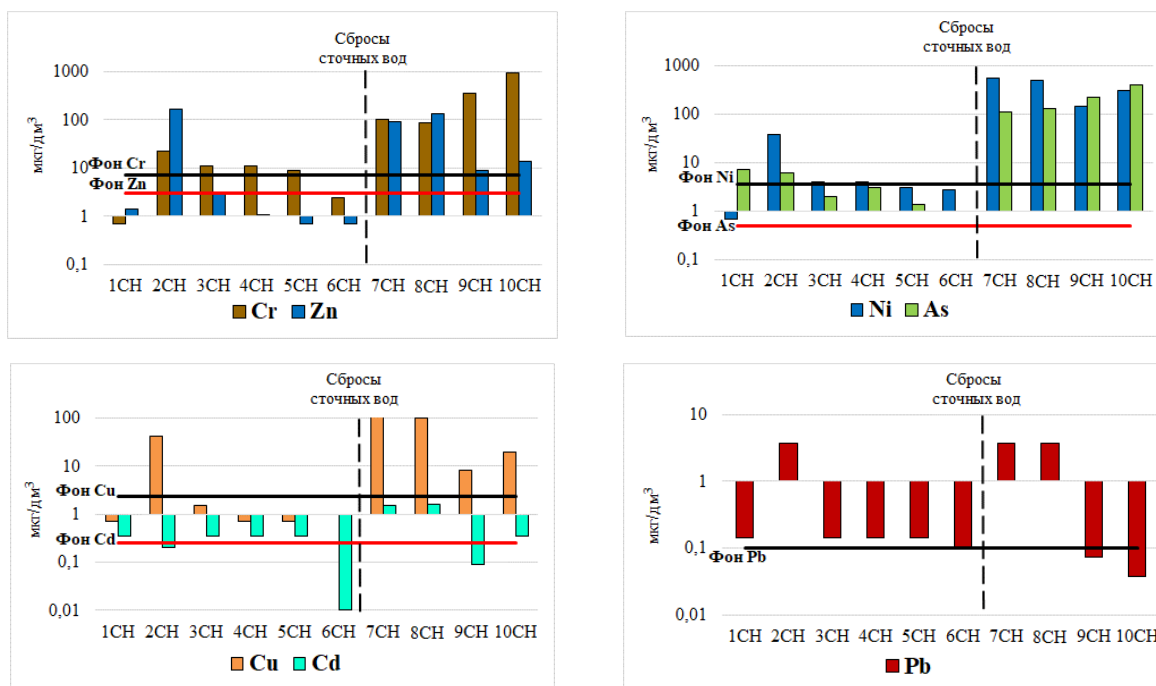 Сбросы
сточных вод
мкг/дм³
1000
100
10
1
0,1
Фон Cr
Фон Zn
1СН 2СН 3СН 4СН 5СН 6СН 7СН 8СН 9СН 10СН
Cr Zn
Сбросы
сточных вод
мкг/дм³
1000
100
10
1
0,1
Фон Ni
Фон As
1СН 2СН 3СН 4СН 5СН 6СН 7СН 8СН 9СН 10СН
Ni As
Сбросы
сточных вод
мкг/дм³
100
10
1
0,1
0,01
Фон Cu
Фон Cd
1СН 2СН 3СН 4СН 5СН 6СН 7СН 8СН 9СН 10СН
Cu Cd
Сбросы
сточных вод
мкг/дм³
10
1
0,1
0,01
Фон Pb
1СН 2СН 3СН 4СН 5СН 6СН 7СН 8СН 9СН 10СН
Pb